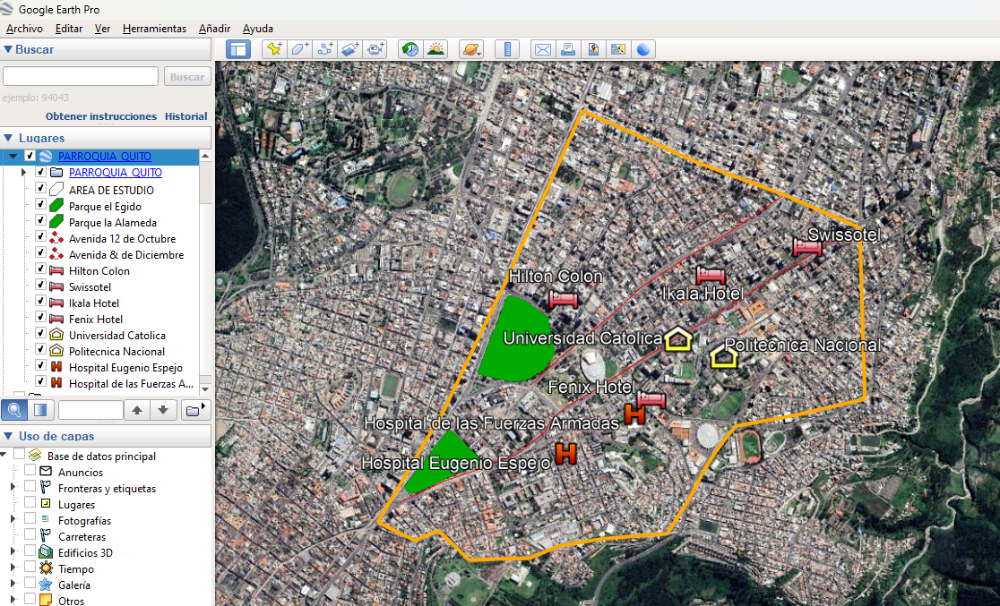 Google Earth Pro
Archivo Editar Ver Herramientas Añadir Ayuda
Buscar
Buscar
ejemplo: 94043
Obtener instrucciones Historial
Lugares
PARROQUIA QUITO
PARROQUIA QUITO
AREA DE ESTUDIO
Parque el Egido
Parque la Alameda
Avenida 12 de Octubre
Avenida & de Diciembre
Hilton Colon
Swissotel
Ikala Hotel
Fenix Hotel
Universidad Catolica
Politecnica Nacional
Hospital Eugenio Espejo
Hospital de las Fuerzas A...
Uso de capas
Base de datos principal
Anuncios
Fronteras y etiquetas
Lugares
Fotografías
Carreteras
Edificios 3D
Tiempo
Galería
Otros
Swissotel
Hilton Colon
Ikala Hotel
Universidad Catolica
Politecnica Nacional
Fenix Hotel
Hospital de las Fuerzas Armadas
H
Hospital Eugenio Espejo
H